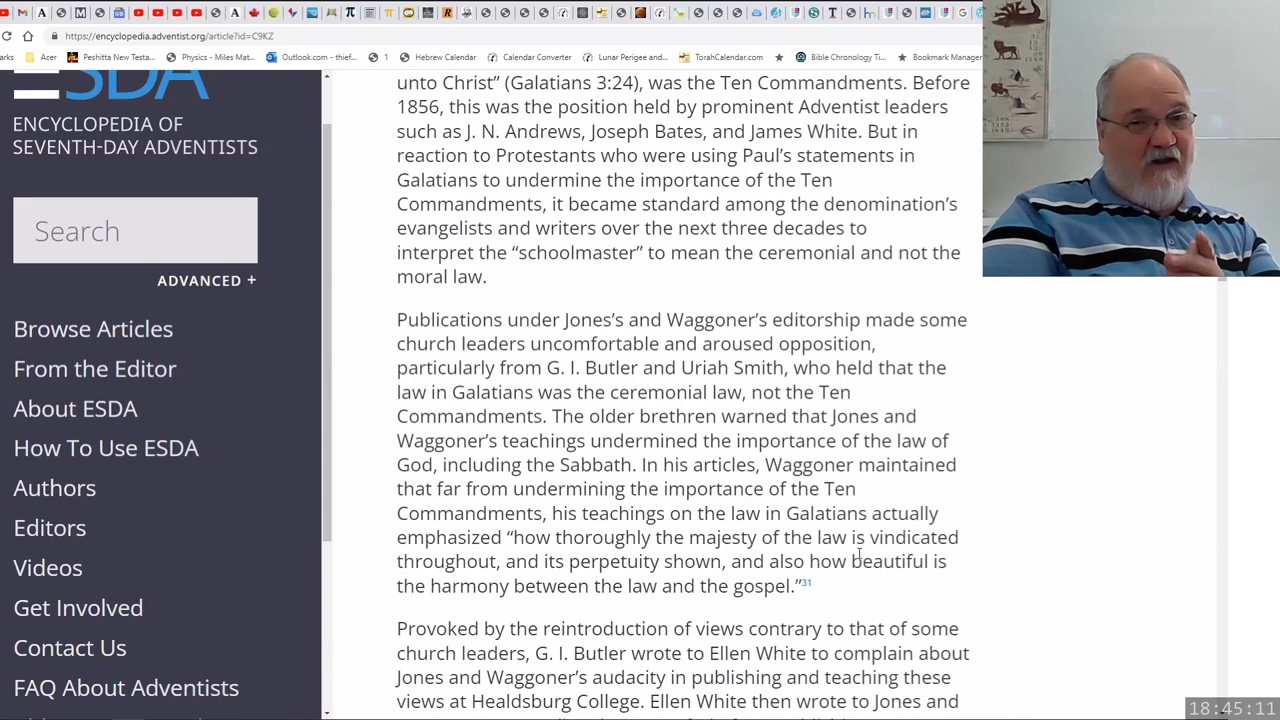 https://encyclopedia.adventist.org/article?id=C9KZ
arks
Acer
Peshitta New Testa...
Physics - Miles Mat...
Outlook.com - thief...
1
Hebrew Calendar
Calendar Converter
Lunar Perigee and...
TorahCalendar.com
Bible Chronology Ti...
Bookmark Manager
ESDA
ENCYCLOPEDIA OF
SEVENTH-DAY ADVENTISTS
Search
ADVANCED +
Browse Articles
From the Editor
About ESDA
How To Use ESDA
Authors
Editors
Videos
Get Involved
Contact Us
FAQ About Adventists
unto Christ” (Galatians 3:24), was the Ten Commandments. Before
1856, this was the position held by prominent Adventist leaders
such as J. N. Andrews, Joseph Bates, and James White. But in
reaction to Protestants who were using Paul’s statements in
Galatians to undermine the importance of the Ten
Commandments, it became standard among the denomination’s
evangelists and writers over the next three decades to
interpret the “schoolmaster” to mean the ceremonial and not the
moral law.
Publications under Jones’s and Waggoner’s editorship made some
church leaders uncomfortable and aroused opposition,
particularly from G. I. Butler and Uriah Smith, who held that the
law in Galatians was the ceremonial law, not the Ten
Commandments. The older brethren warned that Jones and
Waggoner’s teachings undermined the importance of the law of
God, including the Sabbath. In his articles, Waggoner maintained
that far from undermining the importance of the Ten
Commandments, his teachings on the law in Galatians actually
emphasized “how thoroughly the majesty of the law is vindicated
throughout, and its perpetuity shown, and also how beautiful is
the harmony between the law and the gospel.”31
Provoked by the reintroduction of views contrary to that of some
church leaders, G. I. Butler wrote to Ellen White to complain about
Jones and Waggoner’s audacity in publishing and teaching these
views at Healdsburg College. Ellen White then wrote to Jones and
18:45:11